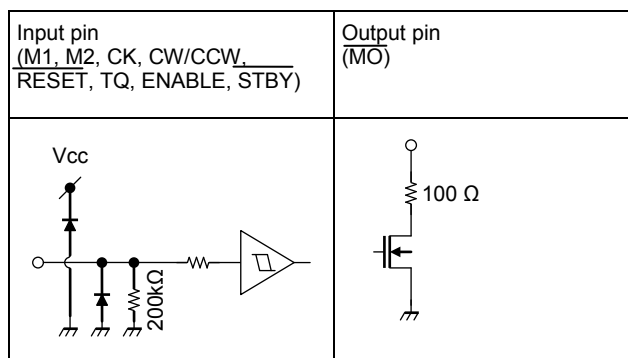 Input pin
(M1, M2, CK, CW/CCW,
RESET, TQ, ENABLE, STBY)
Output pin
(MO)
Vcc
200kΩ
100 Ω